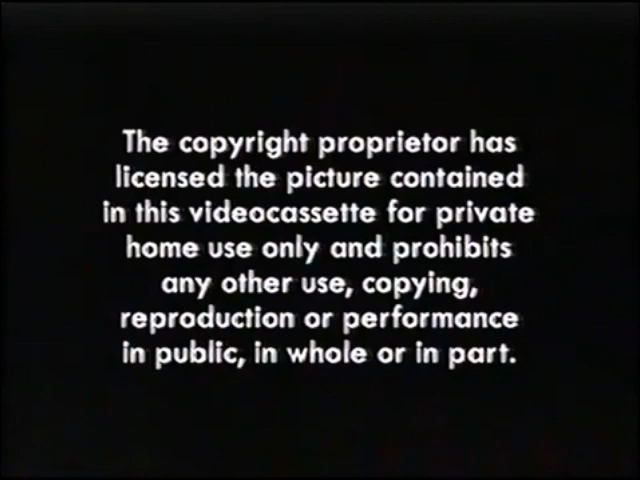 The copyright proprietor has
licensed the picture contained
in this videocassette for private
home use only and prohibits
any other use, copying,
reproduction or performance
in public, in whole or in part.